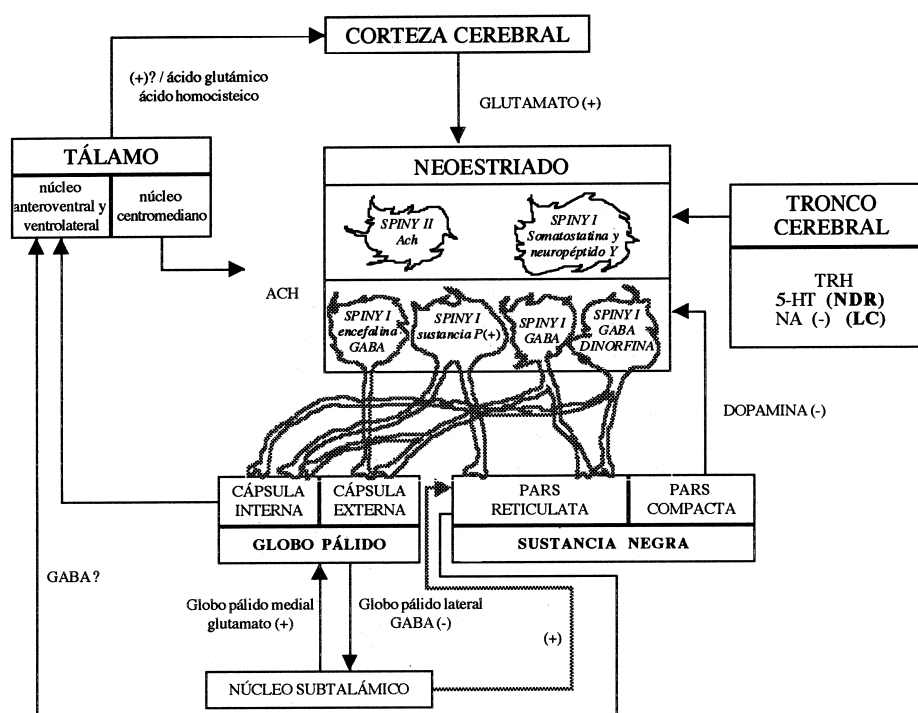 CORTEZA CEREBRAL
(+)? / ácido glutámico
ácido homocisteico
GLUTAMATO (+)
TÁLAMO
núcleo
anteroventral y
ventrolateral
núcleo
centromediano
NEOESTRIADO
SPINY II
Ach
SPINY I
Somatostatina y
neuropéptido Y
TRONCO
CEREBRAL
TRH
5-HT (NDR)
NA (-) (LC)
ACH
SPINY I
encefalina
GABA
SPINY I
sustancia P(+)
SPINY I
GABA
SPINY I
GABA
DINORFINA
DOPAMINA (-)
CÁPSULA
INTERNA
CÁPSULA
EXTERNA
GLOBO PÁLIDO
PARS
RETICULATA
PARS
COMPACTA
SUSTANCIA NEGRA
GABA ?
Globo pálido medial
glutamato (+)
Globo pálido lateral
GABA (-)
(+)
NÚCLEO SUBTALÁMICO